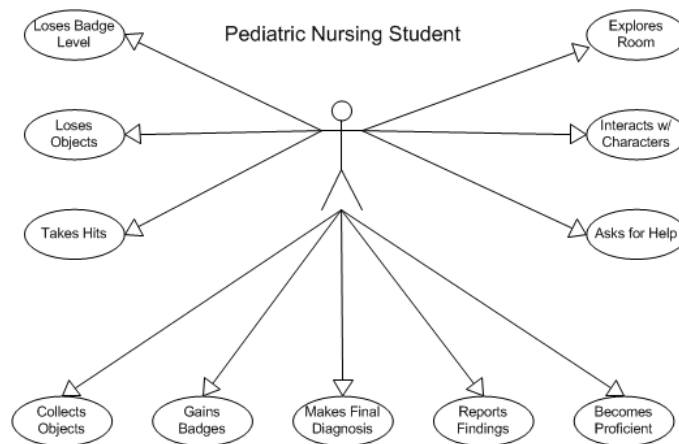 Pediatric Nursing Student
Loses Badge
Level
Explores
Room
Loses
Objects
Interacts w/
Characters
Takes Hits
Asks for Help
Collects
Objects
Gains
Badges
Makes Final
Diagnosis
Reports
Findings
Becomes
Proficient